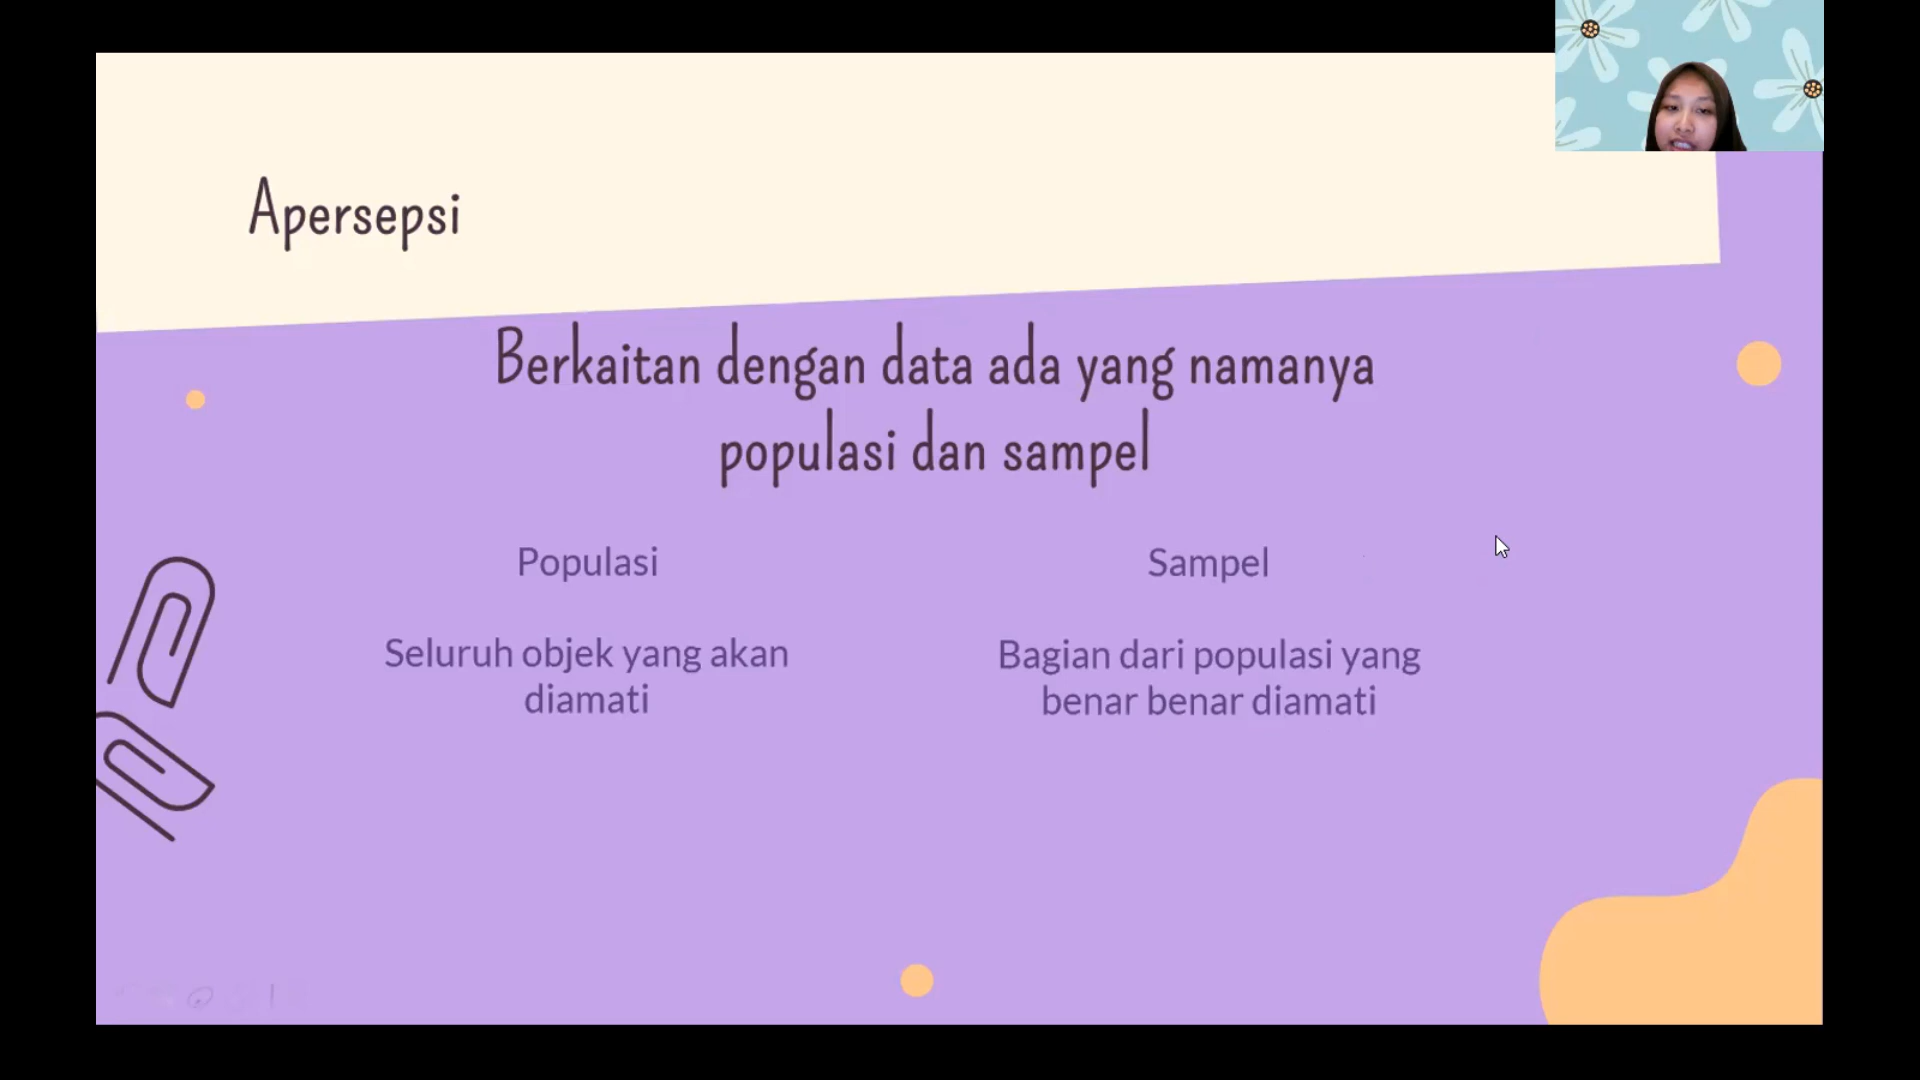 Apersepsi
Berkaitan dengan data ada yang namanya
populasi dan sampel
Populasi
Seluruh objek yang akan
diamati
Sampel
Bagian dari populasi yang
benar benar diamati